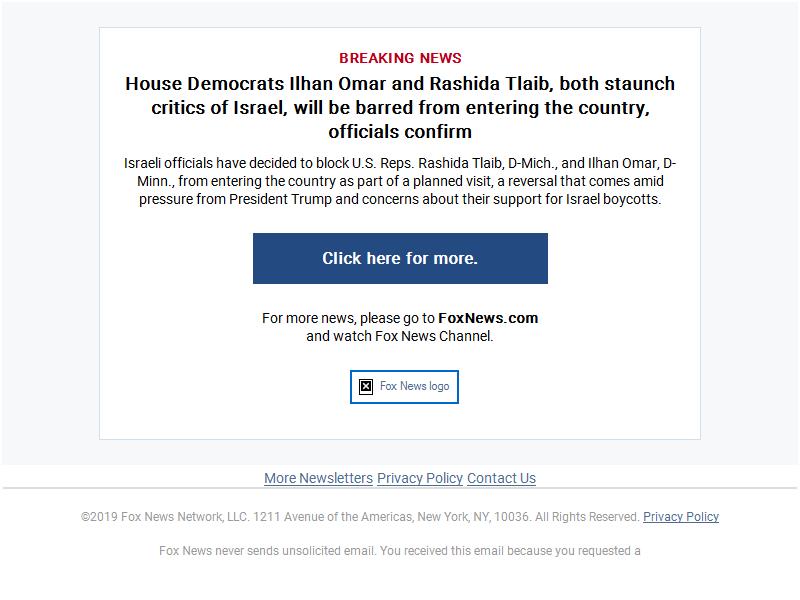 BREAKING NEWS
House Democrats Ilhan Omar and Rashida Tlaib, both staunch
critics of Israel, will be barred from entering the country,
officials confirm
Israeli officials have decided to block U.S. Reps. Rashida Tlaib, D-Mich., and Ilhan Omar, D-
Minn., from entering the country as part of a planned visit, a reversal that comes amid
pressure from President Trump and concerns about their support for Israel boycotts.
Click here for more.
For more news, please go to FoxNews.com
and watch Fox News Channel.
Fox News logo
More Newsletters Privacy Policy Contact Us
©2019 Fox News Network, LLC. 1211 Avenue of the Americas, New York, NY, 10036. All Rights Reserved. Privacy Policy
Fox News never sends unsolicited email. You received this email because you requested a